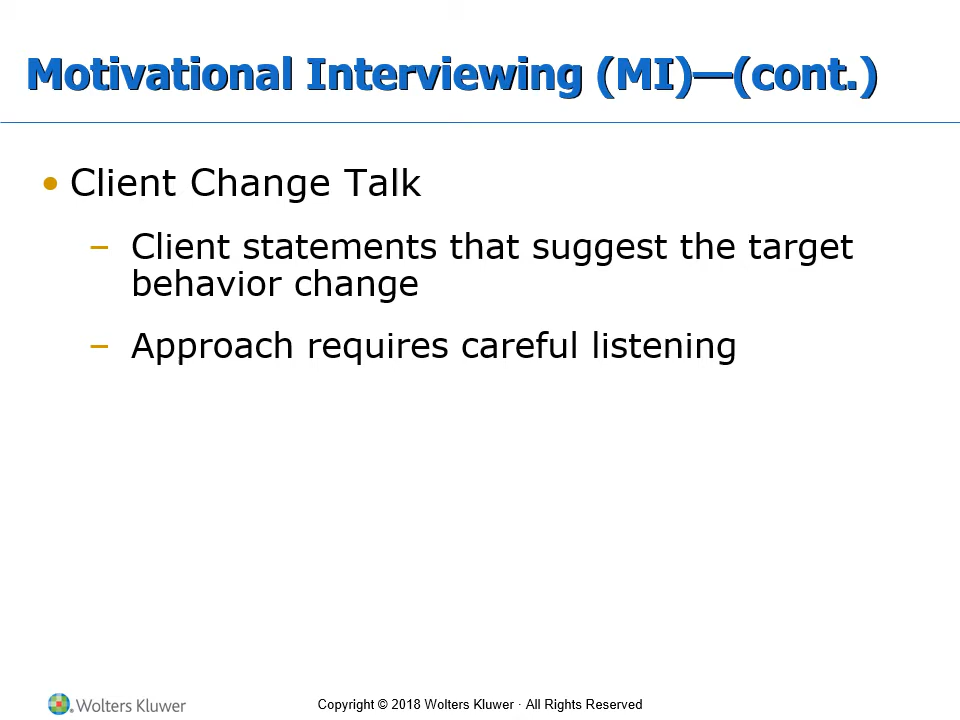 Motivational Interviewing (MI)—(cont.)
• Client Change Talk
– Client statements that suggest the target
behavior change
– Approach requires careful listening
Wolters Kluwer
Copyright © 2018 Wolters Kluwer · All Rights Reserved